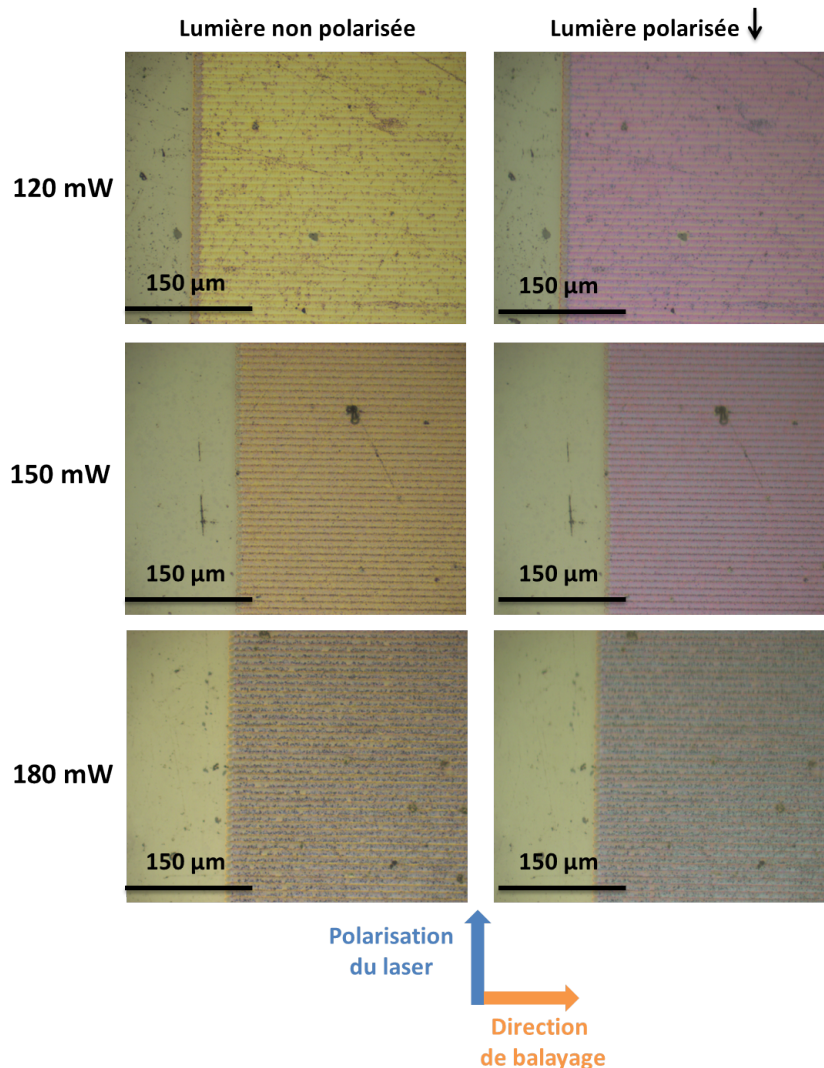 Lumière non polarisée
Lumière polarisée
120 mW
150 µm
150 µm
150 mW
150 µm
150 µm
180 mW
150 µm
150 µm
Polarisation
du laser
Direction
de balayage